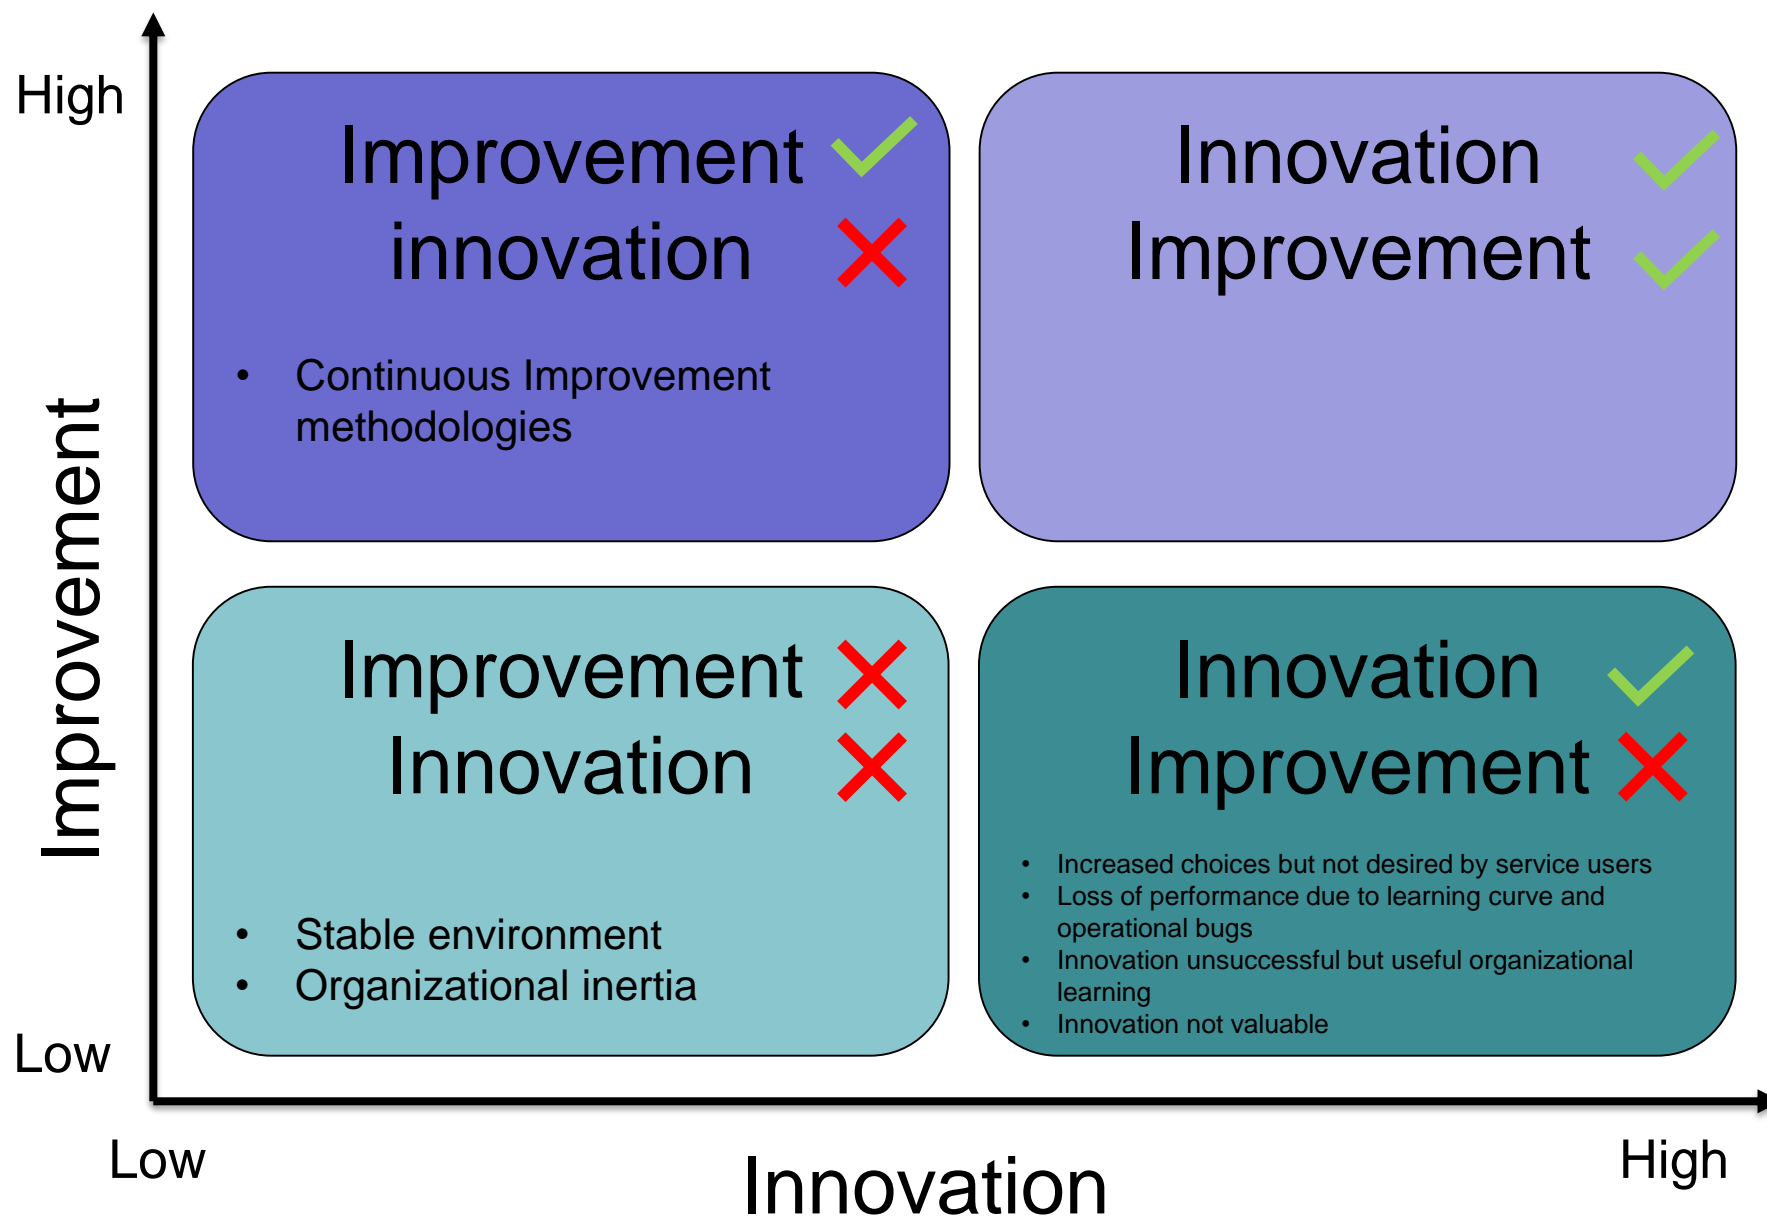 High
Improvement
innovation
• Continuous Improvement
methodologies
Innovation
Improvement
Improvement
Improvement
Innovation
• Stable environment
• Organizational inertia
Innovation
Improvement
• Increased choices but not desired by service users
• Loss of performance due to learning curve and
operational bugs
• Innovation unsuccessful but useful organizational
learning
• Innovation not valuable
Low
Low
Innovation
High